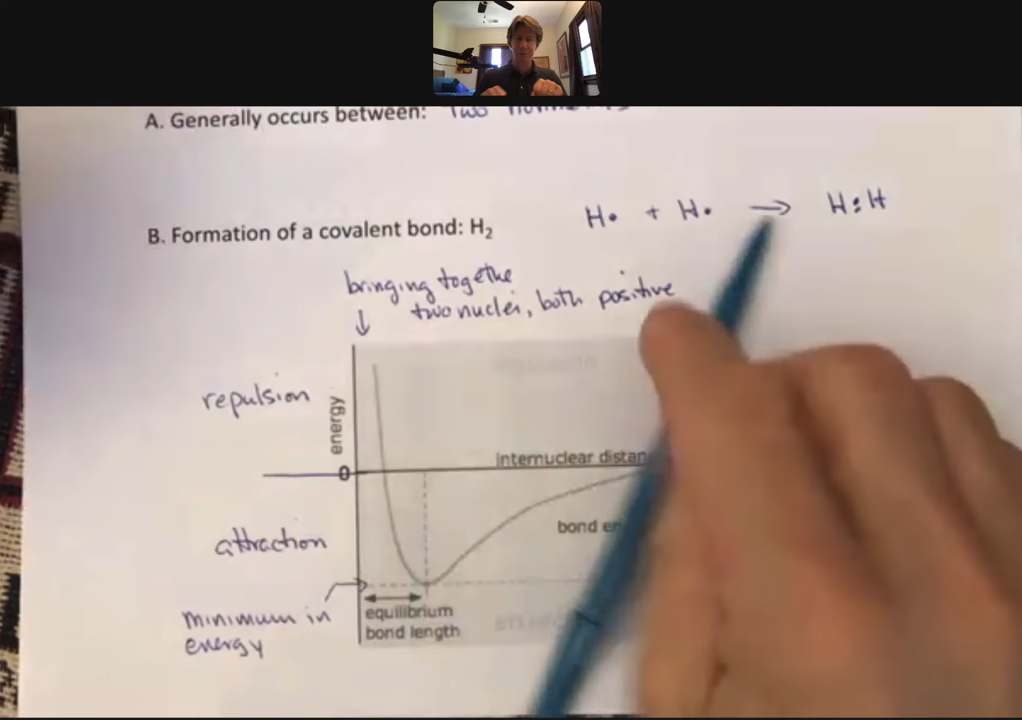 A. Generally occurs between: Two
B. Formation of a covalent bond: H₂
H• + H• → H:H
bringing togethe
two nuclei, both positive
↓
repulsion
energy
internuclear distan
0
attraction
bond en
minimum in
energy
equilibrium
bond length